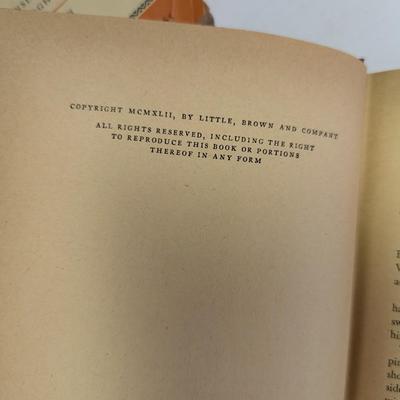 COPYRIGHT MCMXLII, BY LITTLE, BROWN AND COMPANY
ALL RIGHTS RESERVED, INCLUDING THE RIGHT
TO REPRODUCE THIS BOOK OR PORTIONS
THEREOF IN ANY FORM